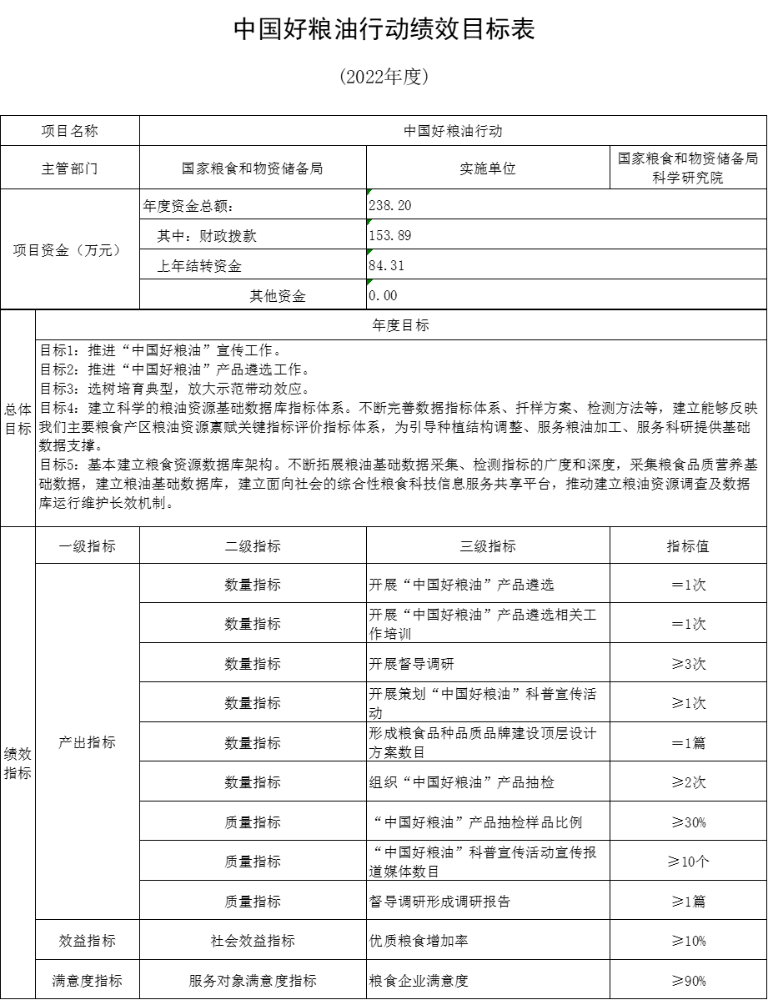 中国好粮油行动绩效目标表
(2022年度)
项目名称
中国好粮油行动
主管部门
国家粮食和物资储备局
实施单位
国家粮食和物资储备局
科学研究院
项目资金（万元）
年度资金总额：
238.20
其中：财政拨款
153.89
上年结转资金
84.31
其他资金
0.00
总体
目标
年度目标
目标1：推进“中国好粮油”宣传工作。
目标2：推进“中国好粮油”产品遴选工作。
目标3：选树培育典型，放大示范带动效应。
目标4：建立科学的粮油资源基础数据库指标体系。不断完善数据指标体系、扦样方案、检测方法等，建立能够反映
我们主要粮食产区粮油资源禀赋关键指标评价指标体系，为引导种植结构调整、服务粮油加工、服务科研提供基础
数据支撑。
目标5：基本建立粮食资源数据库架构。不断拓展粮油基础数据采集、检测指标的广度和深度，采集粮食品质营养基
础数据，建立粮油基础数据库，建立面向社会的综合性粮食科技信息服务共享平台，推动建立粮油资源调查及数据
库运行维护长效机制。
绩效
指标
一级指标
二级指标
三级指标
指标值
产出指标
数量指标
开展“中国好粮油”产品遴选
＝1次
数量指标
开展“中国好粮油”产品遴选相关工
作培训
＝1次
数量指标
开展督导调研
≥3次
数量指标
开展策划“中国好粮油”科普宣传活
动
≥1次
数量指标
形成粮食品种品质品牌建设顶层设计
方案数目
＝1篇
数量指标
组织“中国好粮油”产品抽检
≥2次
质量指标
“中国好粮油”产品抽检样品比例
≥30%
质量指标
“中国好粮油”科普宣传活动宣传报
道媒体数目
≥10个
质量指标
督导调研形成调研报告
≥1篇
效益指标
社会效益指标
优质粮食增加率
≥10%
满意度指标
服务对象满意度指标
粮食企业满意度
≥90%